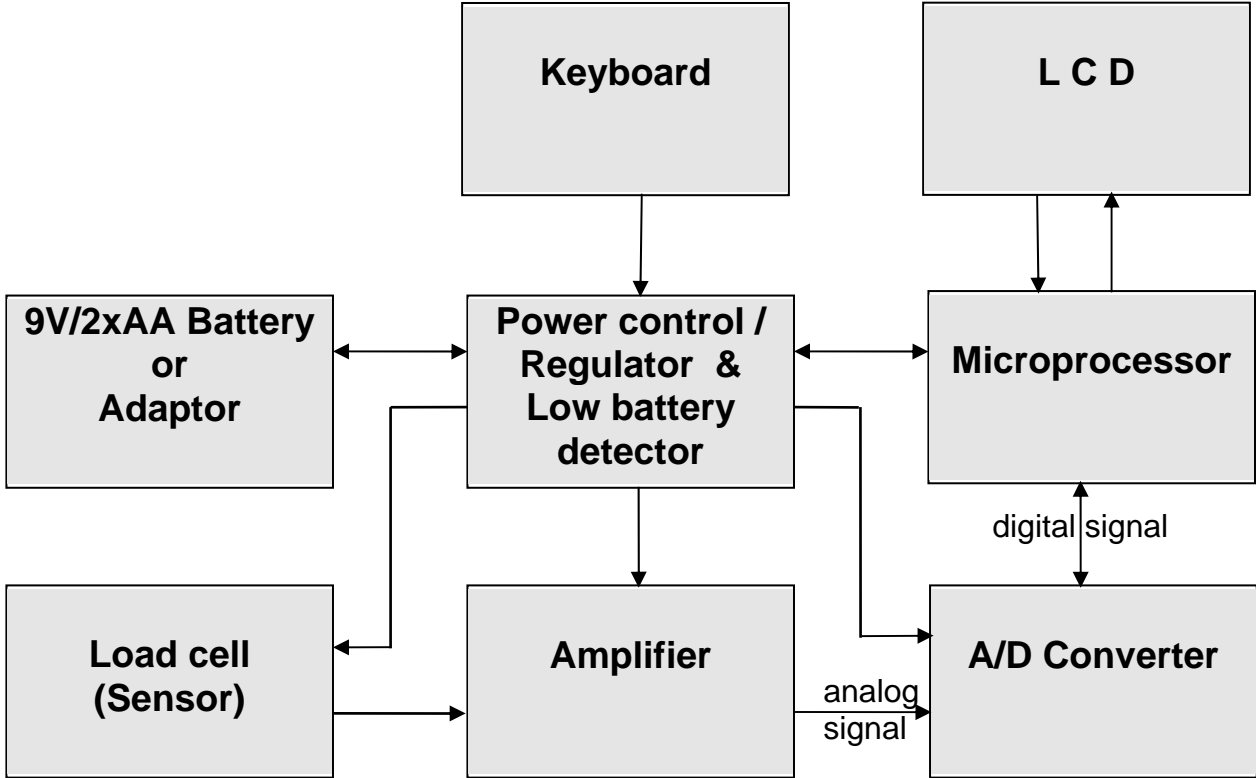 Keyboard
L C D
9V/2xAA Battery
or
Adaptor
Power control /
Regulator &
Low battery
detector
Microprocessor
digital signal
Load cell
(Sensor)
Amplifier
analog
signal
A/D Converter